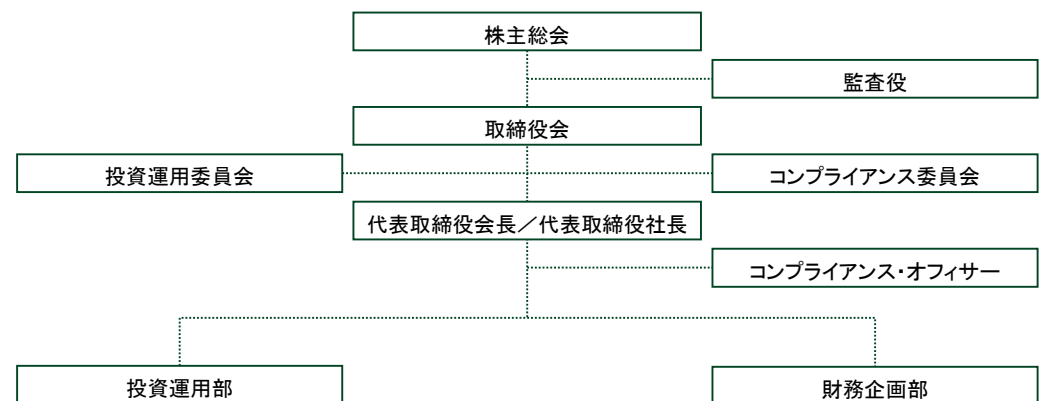 株主総会
監査役
取締役会
投資運用委員会
コンプライアンス委員会
代表取締役会長／代表取締役社長
コンプライアンス・オフィサー
投資運用部
財務企画部